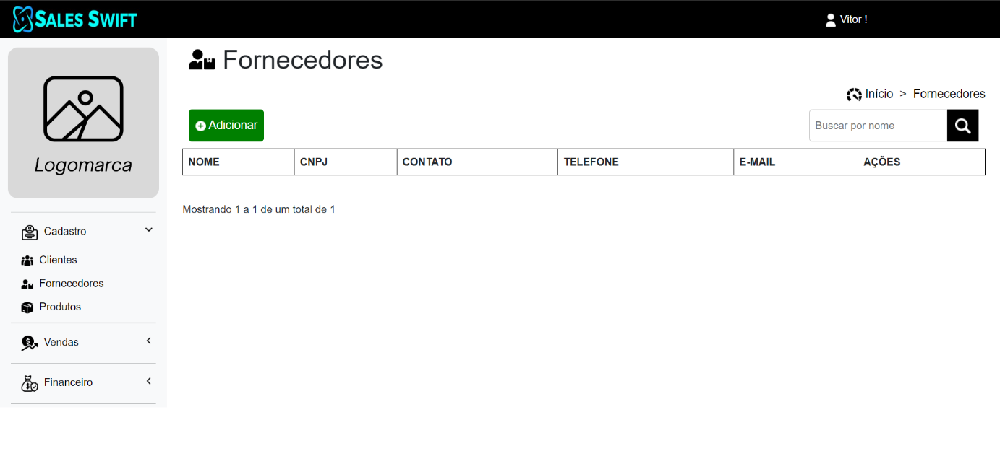 SALES SWIFT
Vitor !
Logomarca
Cadastro
Clientes
Fornecedores
Produtos
Vendas
Financeiro
Fornecedores
Início > Fornecedores
Adicionar
Buscar por nome
NOME CNPJ CONTATO TELEFONE E-MAIL AÇÕES
Mostrando 1 a 1 de um total de 1